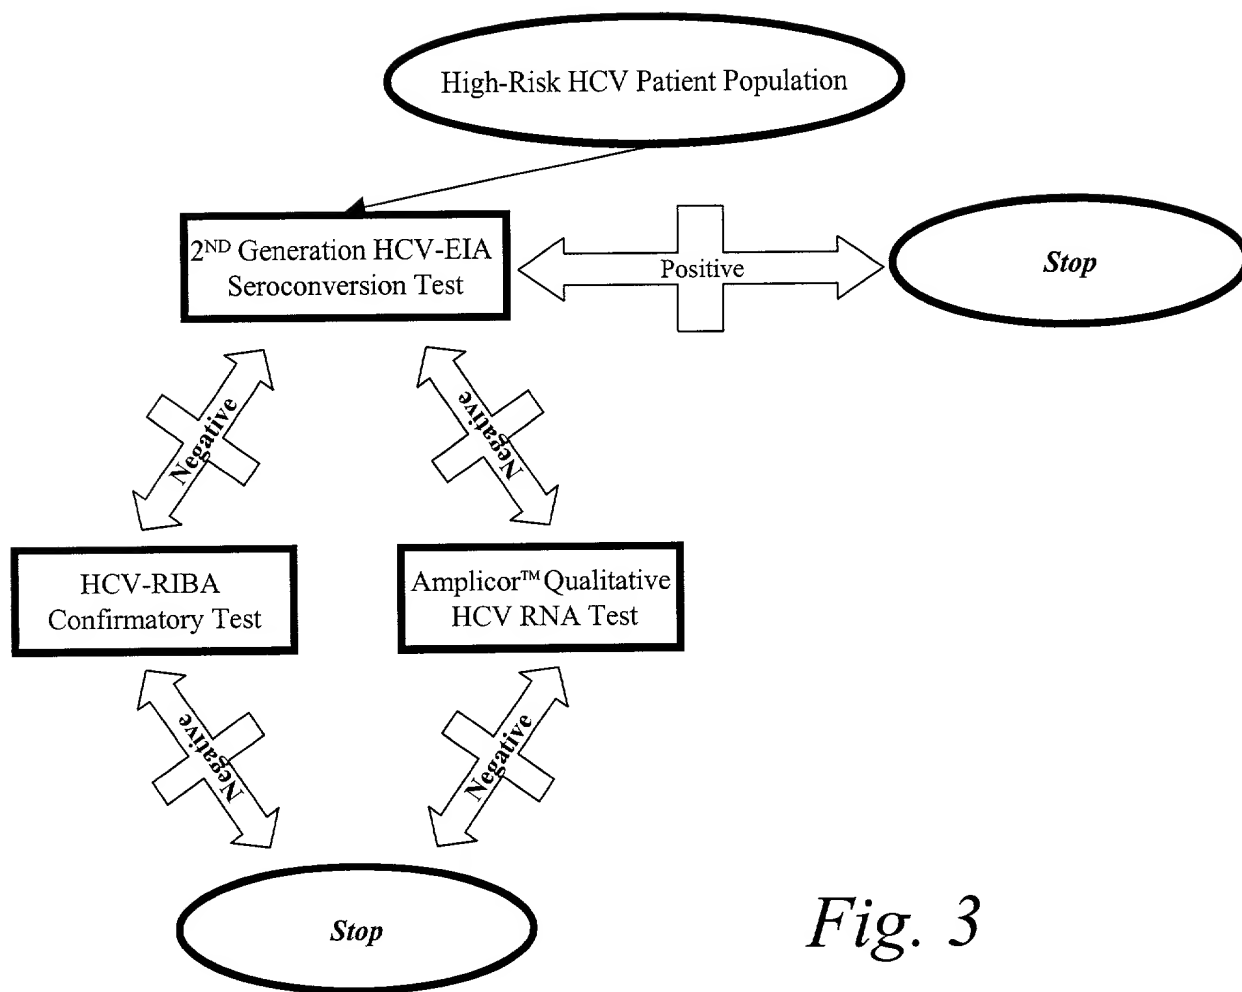 High-Risk HCV Patient Population
2ND Generation HCV-EIA
Seroconversion Test
Positive
Stop
Negative
Negative
HCV-RIBA
Confirmatory Test
Amplicor™ Qualitative
HCV RNA Test
Negative
Negative
Stop
Fig. 3